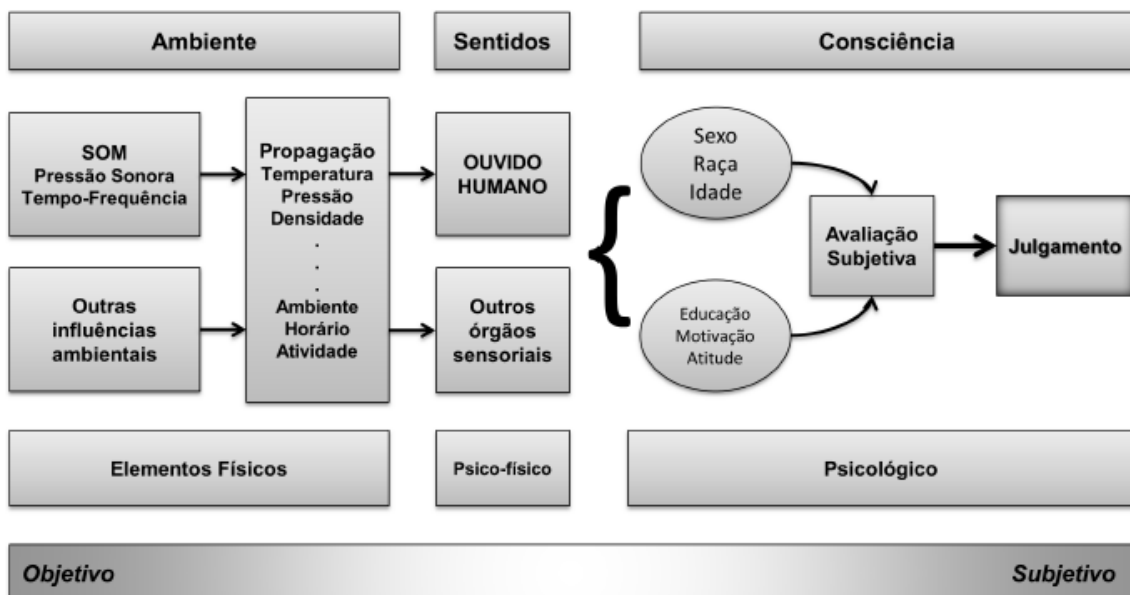 Ambiente
Sentidos
Consciência
SOM
Pressão Sonora
Tempo-Frequência
Propagação
Temperatura
Pressão
Densidade
.
.
.
Ambiente
Horário
Atividade
OUVIDO
HUMANO
Sexo
Raça
Idade
Avaliação
Subjetiva
Julgamento
Outras
influências
ambientais
Outros
órgãos
sensoriais
Educação
Motivação
Atitude
Elementos Físicos
Psico-físico
Psicológico
Objetivo
Subjetivo